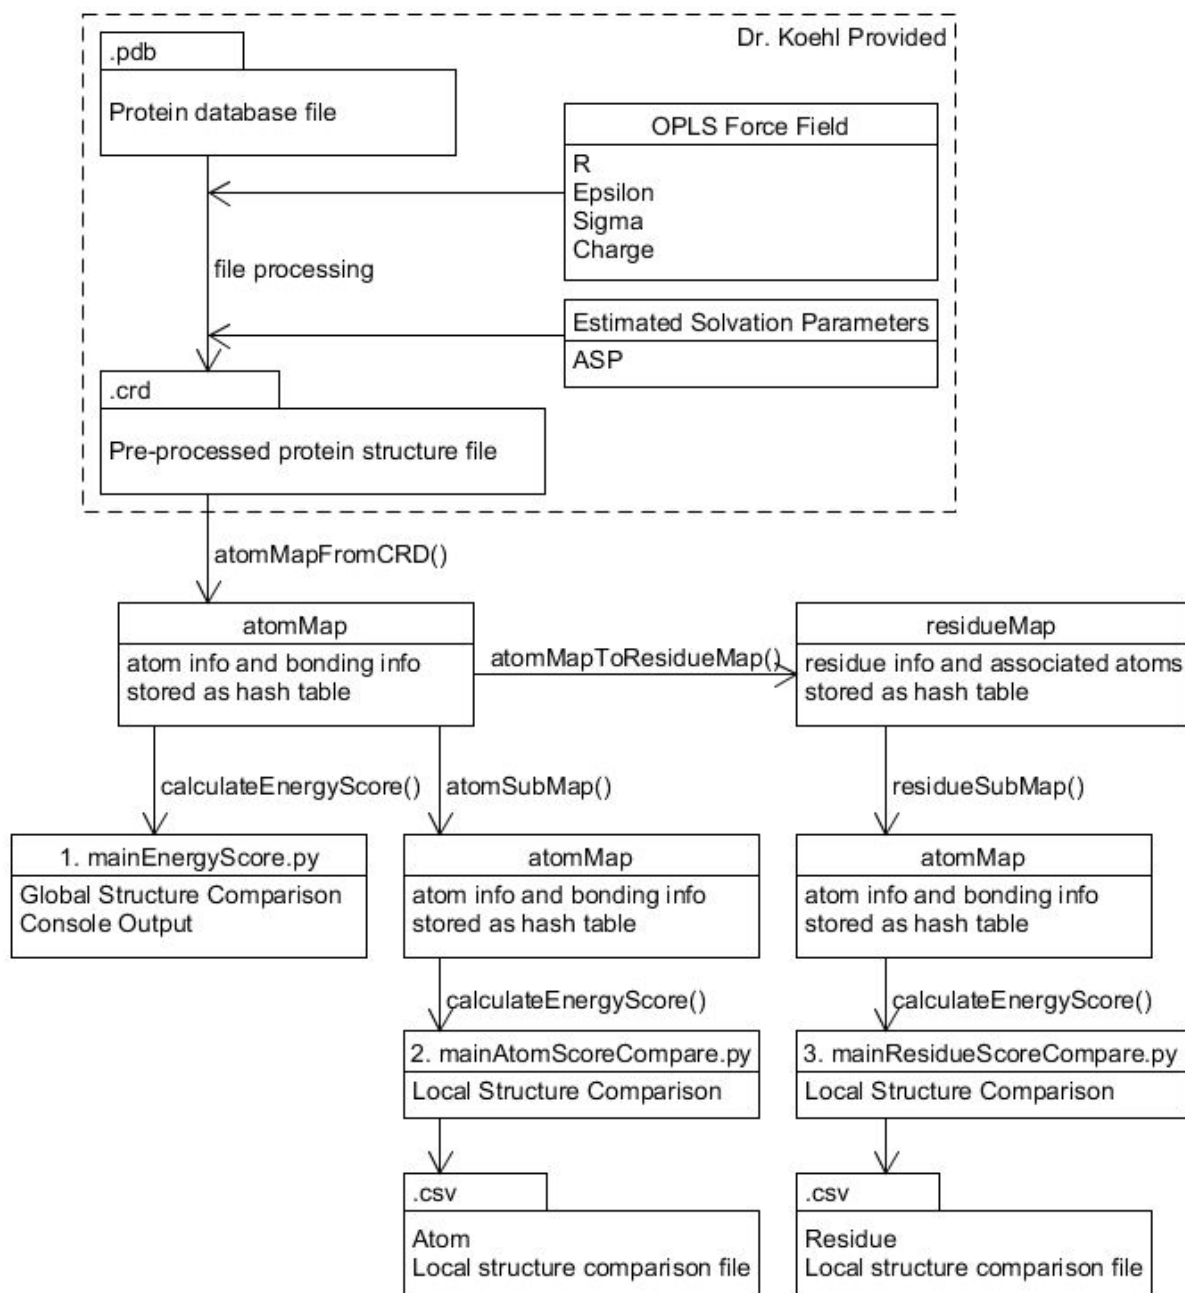 Dr. Koehl Provided
.pdb
Protein database file
OPLS Force Field
R
Epsilon
Sigma
Charge
file processing
Estimated Solvation Parameters
ASP
.crd
Pre-processed protein structure file
atomMapFromCRD()
atomMap
atom info and bonding info
stored as hash table
atomMapToResidueMap()
residueMap
residue info and associated atoms
stored as hash table
calculateEnergyScore()
atomSubMap()
residueSubMap()
1. mainEnergyScore.py
Global Structure Comparison
Console Output
atomMap
atom info and bonding info
stored as hash table
atomMap
atom info and bonding info
stored as hash table
calculateEnergyScore()
calculateEnergyScore()
2. mainAtomScoreCompare.py
Local Structure Comparison
3. mainResidueScoreCompare.py
Local Structure Comparison
.csv
Atom
Local structure comparison file
.csv
Residue
Local structure comparison file